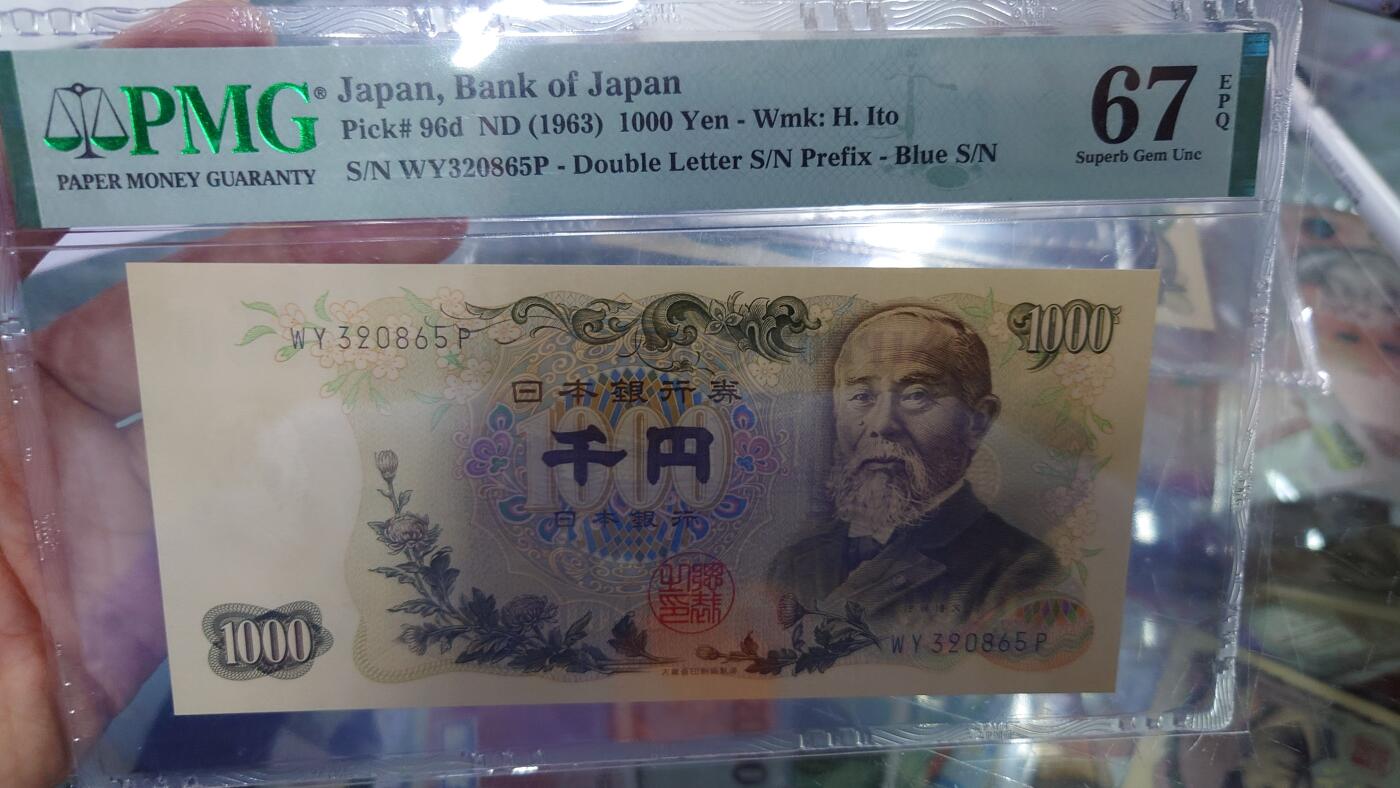 PMG®
PAPER MONEY GUARANTY
Japan, Bank of Japan
Pick# 96d ND (1963) 1000 Yen - Wmk: H. Ito
S/N WY320865P - Double Letter S/N Prefix - Blue S/N
67
EPQ
Superb Gem Unc
WY320865P
1000
日本銀行券
1000
千円
日本銀行
1000
WY320865P